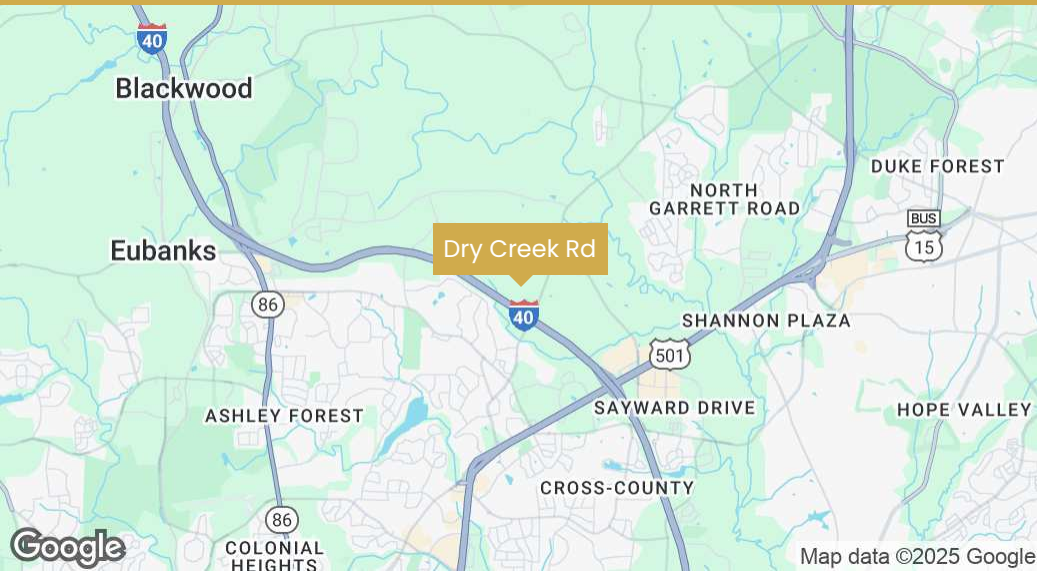 40
Blackwood
DUKE FOREST
NORTH
GARRETT ROAD
BUS
15
Eubanks
Dry Creek Rd
86
40
SHANNON PLAZA
501
ASHLEY FOREST
SAYWARD DRIVE
HOPE VALLEY
CROSS-COUNTY
86
COLONIAL
HEIGHTS
Google
Map data ©2025 Google